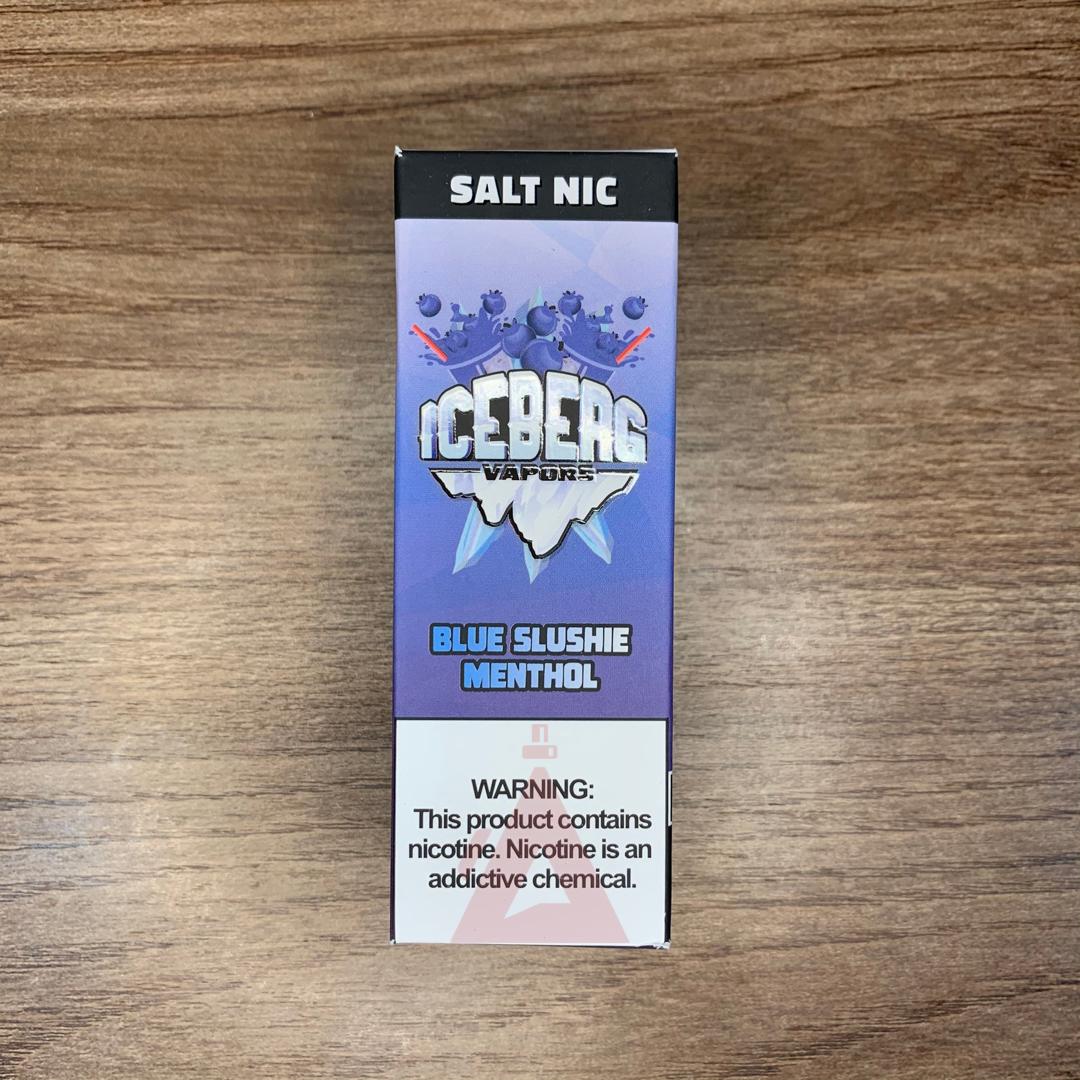 SALT NIC
ICEBERG
VAPORS
BLUE SLUSHIE
MENTHOL
WARNING:
This product contains
nicotine. Nicotine is an
addictive chemical.